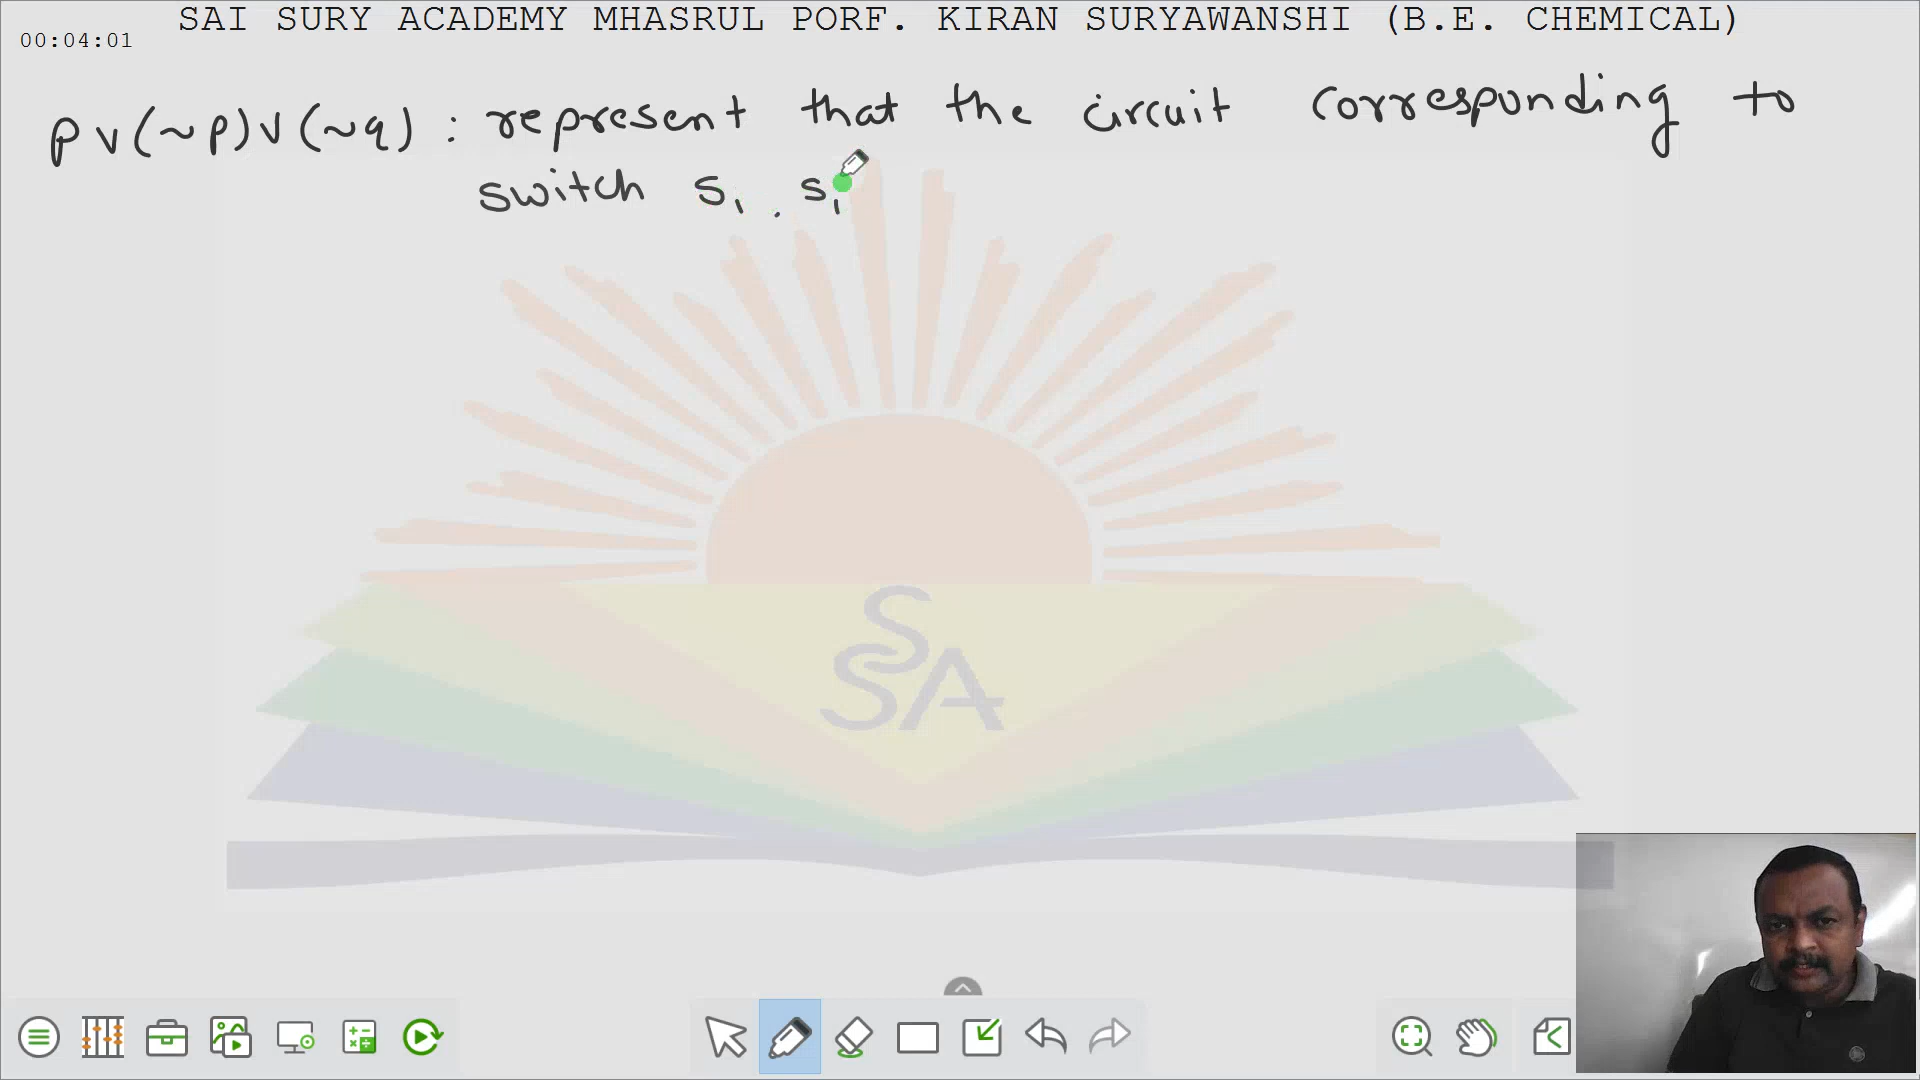 SAI SURY ACADEMY MHASRUL PORF. KIRAN SURYAWANSHI (B.E. CHEMICAL)
00:04:01
p ∨ (~p) ∨ (~q) : represent that the circuit corresponding to
switch S₁ . S₁
S
SA